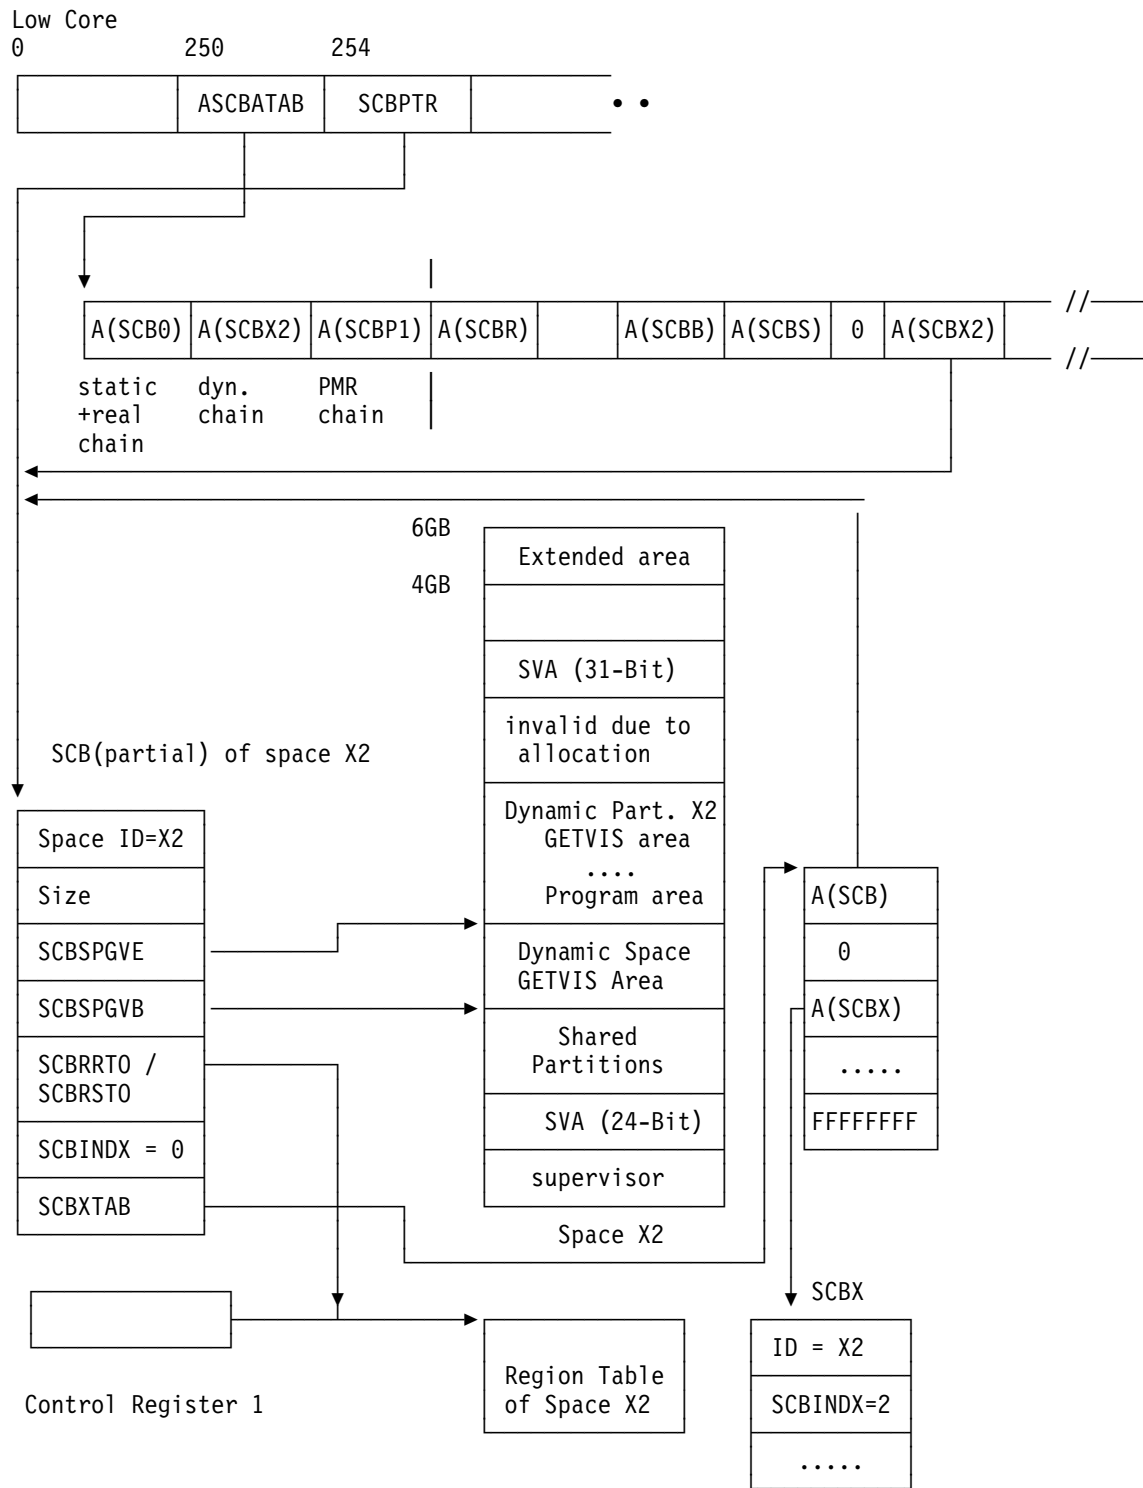 Low Core
0 250 254
ASCBATAB SCBPTR • •
A(SCB0) A(SCBX2) A(SCBP1) A(SCBR) A(SCBB) A(SCBS) 0 A(SCBX2) //
//
static dyn. PMR
+real chain chain
chain
6GB
Extended area
4GB
SVA (31-Bit)
invalid due to
allocation
SCB(partial) of space X2
Dynamic Part. X2
GETVIS area
....
Program area
Space ID=X2
Size
SCBSPGVE
SCBSPGVB
SCBRRTO /
SCBRSTO
SCBINDX = 0
SCBXTAB
Dynamic Space
GETVIS Area
Shared
Partitions
SVA (24-Bit)
supervisor
Space X2
A(SCB)
0
A(SCBX)
.....
FFFFFFFF
SCBX
ID = X2
SCBINDX=2
.....
Region Table
of Space X2
Control Register 1